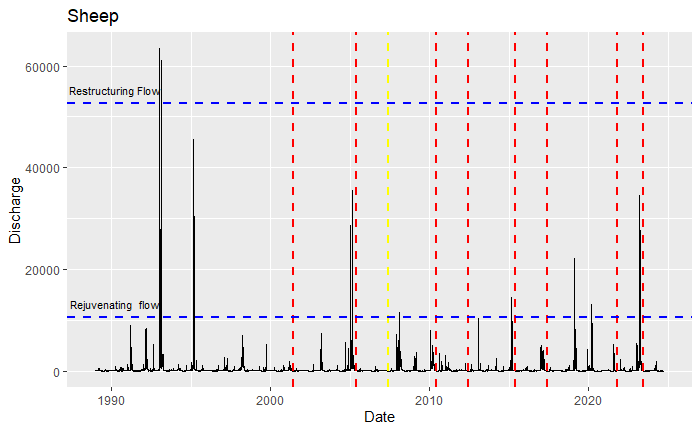 Sheep
60000
Restructuring Flow
40000
Discharge
20000
Rejuvenating flow
0
1990
2000
2010
2020
Date